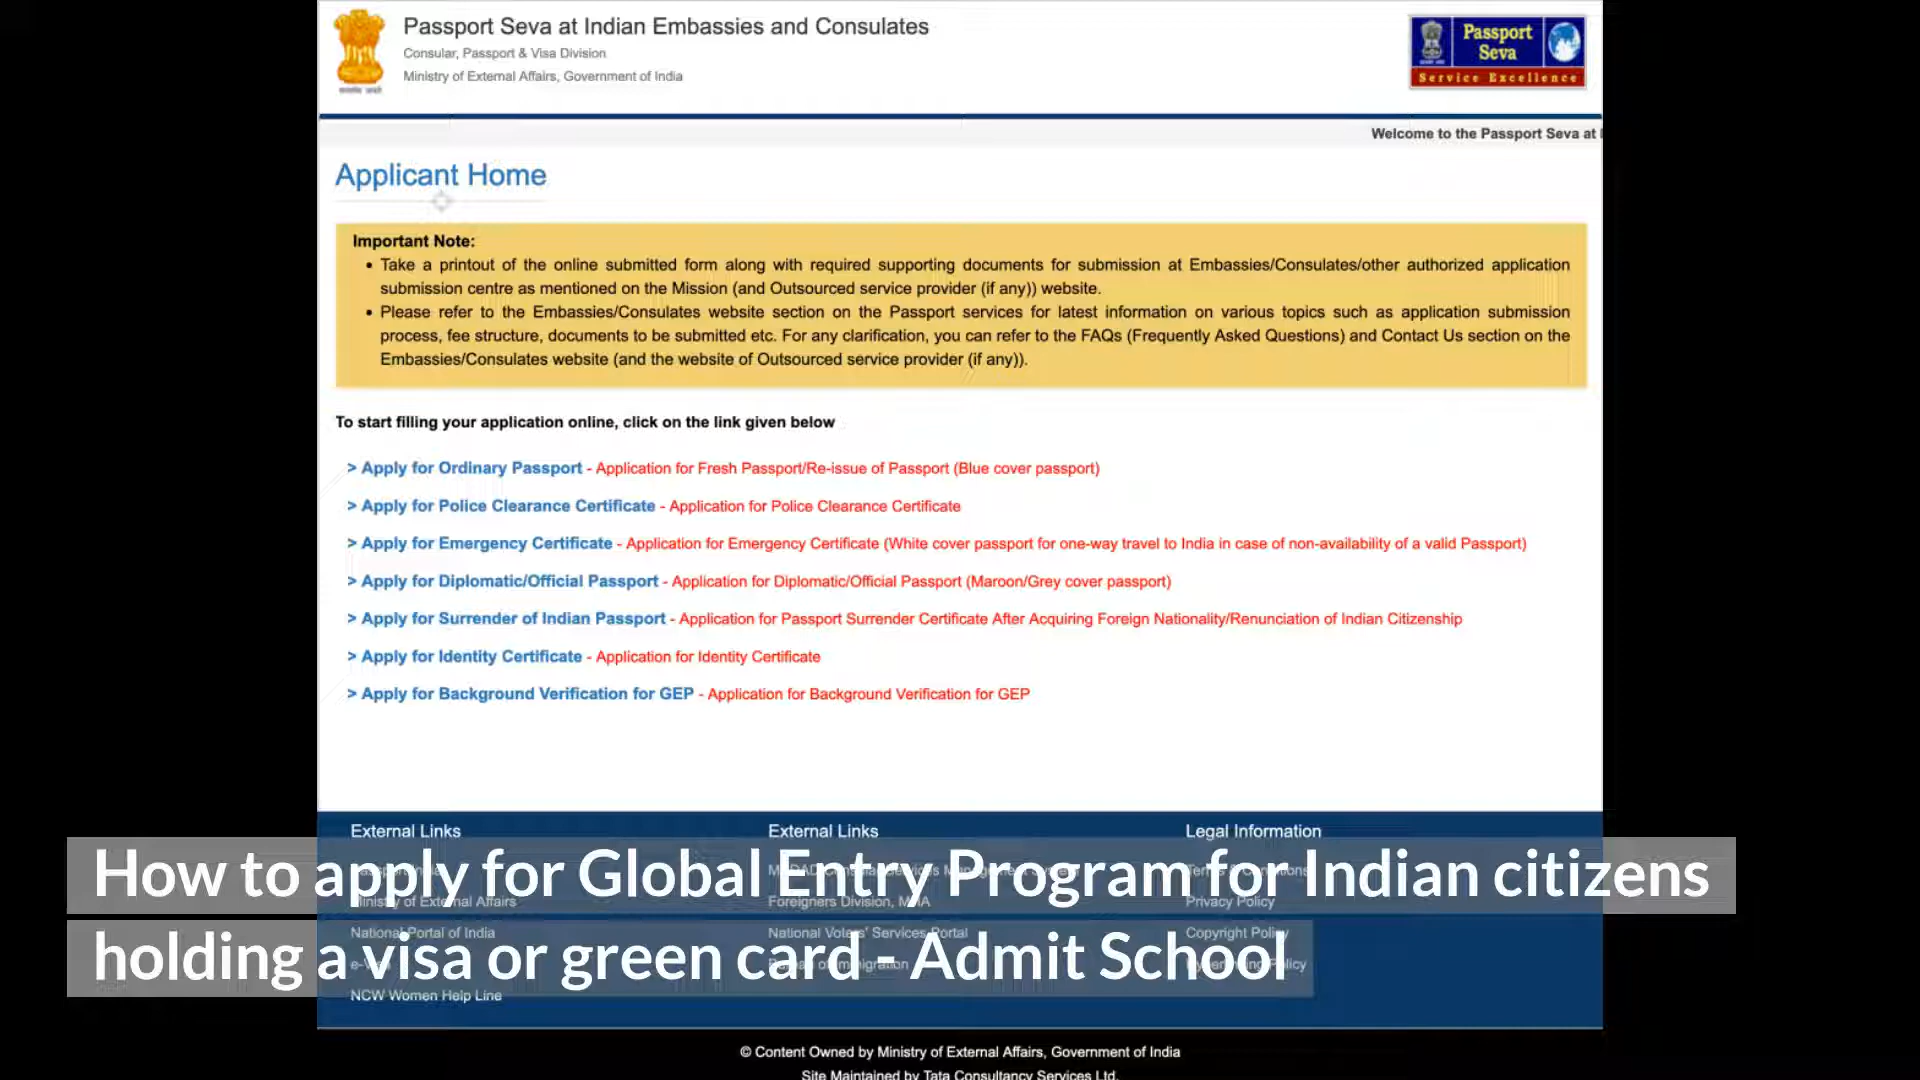 Passport Seva at Indian Embassies and Consulates
Consular, Passport & Visa Division
Ministry of External Affairs, Government of India
Passport
Seva
Service Excellence
Welcome to the Passport Seva at
Applicant Home
Important Note:
• Take a printout of the online submitted form along with required supporting documents for submission at Embassies/Consulates/other authorized application
submission centre as mentioned on the Mission (and Outsourced service provider (if any)) website.
• Please refer to the Embassies/Consulates website section on the Passport services for latest information on various topics such as application submission
process, fee structure, documents to be submitted etc. For any clarification, you can refer to the FAQs (Frequently Asked Questions) and Contact Us section on the
Embassies/Consulates website (and the website of Outsourced service provider (if any)).
To start filling your application online, click on the link given below
> Apply for Ordinary Passport - Application for Fresh Passport/Re-issue of Passport (Blue cover passport)
> Apply for Police Clearance Certificate - Application for Police Clearance Certificate
> Apply for Emergency Certificate - Application for Emergency Certificate (White cover passport for one-way travel to India in case of non-availability of a valid Passport)
> Apply for Diplomatic/Official Passport - Application for Diplomatic/Official Passport (Maroon/Grey cover passport)
> Apply for Surrender of Indian Passport - Application for Passport Surrender Certificate After Acquiring Foreign Nationality/Renunciation of Indian Citizenship
> Apply for Identity Certificate - Application for Identity Certificate
> Apply for Background Verification for GEP - Application for Background Verification for GEP
External Links
External Links
Legal Information
How to apply for Global Entry Program for Indian citizens
holding a visa or green card - Admit School
Ministry of External Affairs
Foreigners Division, MHA
Privacy Policy
National Portal of India
National Voters' Services Portal
Copyright Policy
NCW Women Help Line
© Content Owned by Ministry of External Affairs, Government of India
Site Maintained by Tata Consultancy Services Ltd.